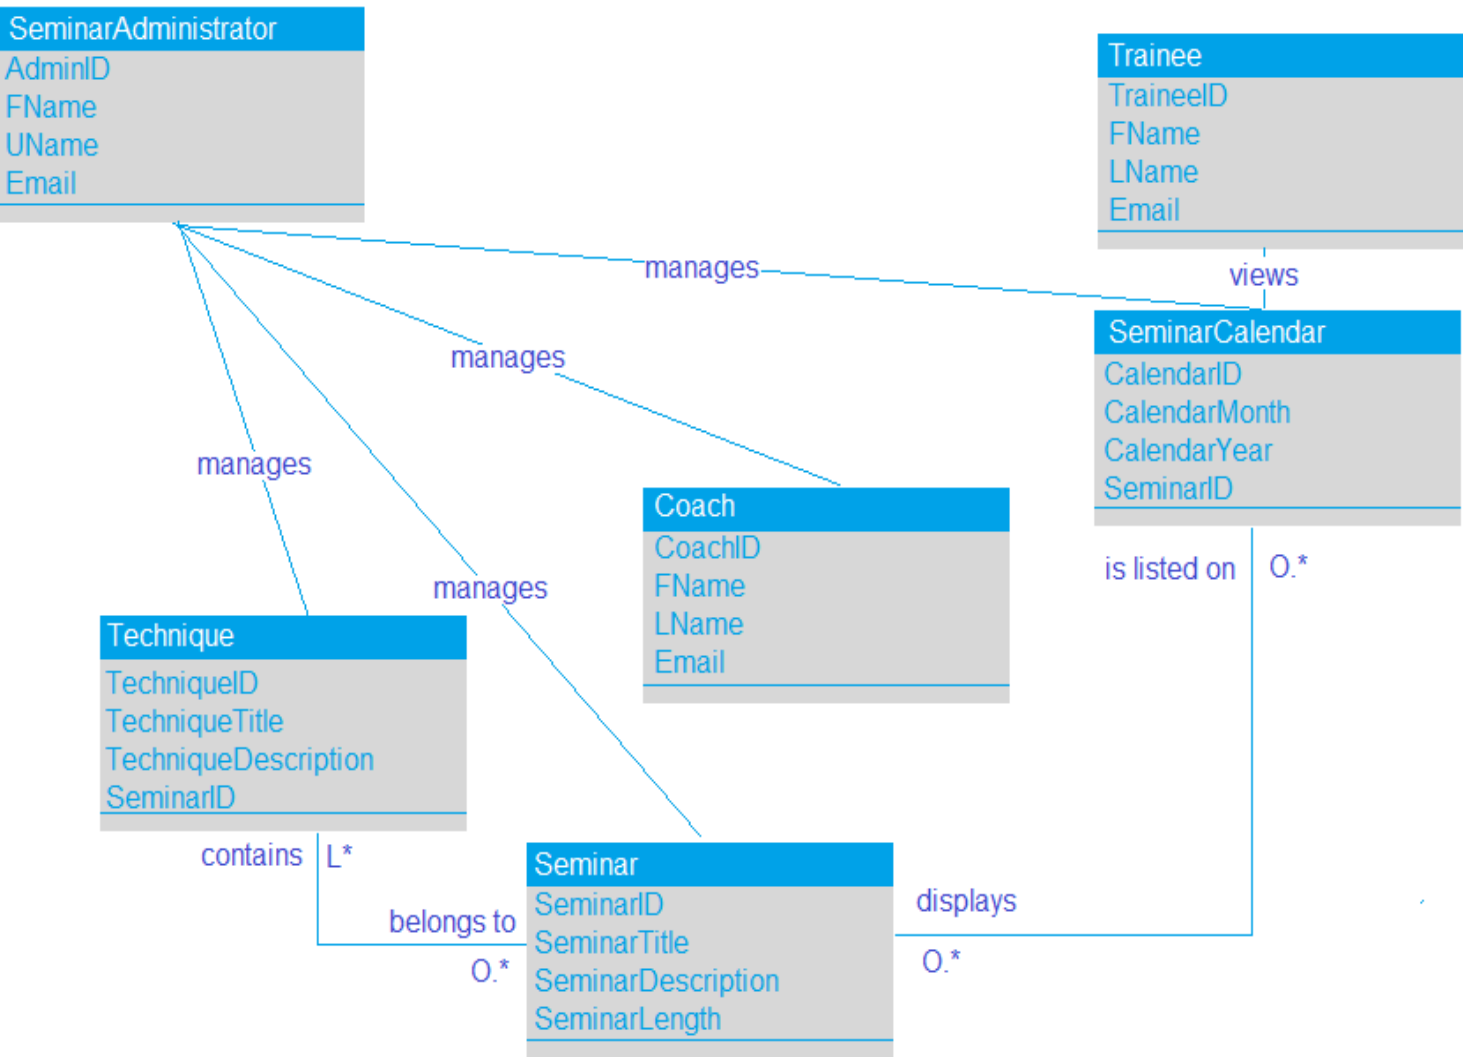 SeminarAdministrator
AdminID
FName
UName
Email
Trainee
TraineeID
FName
LName
Email
manages
views
SeminarCalendar
CalendarID
CalendarMonth
CalendarYear
SeminarID
manages
manages
Coach
CoachID
FName
LName
Email
is listed on
O.*
manages
Technique
TechniqueID
TechniqueTitle
TechniqueDescription
SeminarID
contains
L*
belongs to
O.*
Seminar
SeminarID
SeminarTitle
SeminarDescription
SeminarLength
displays
O.*